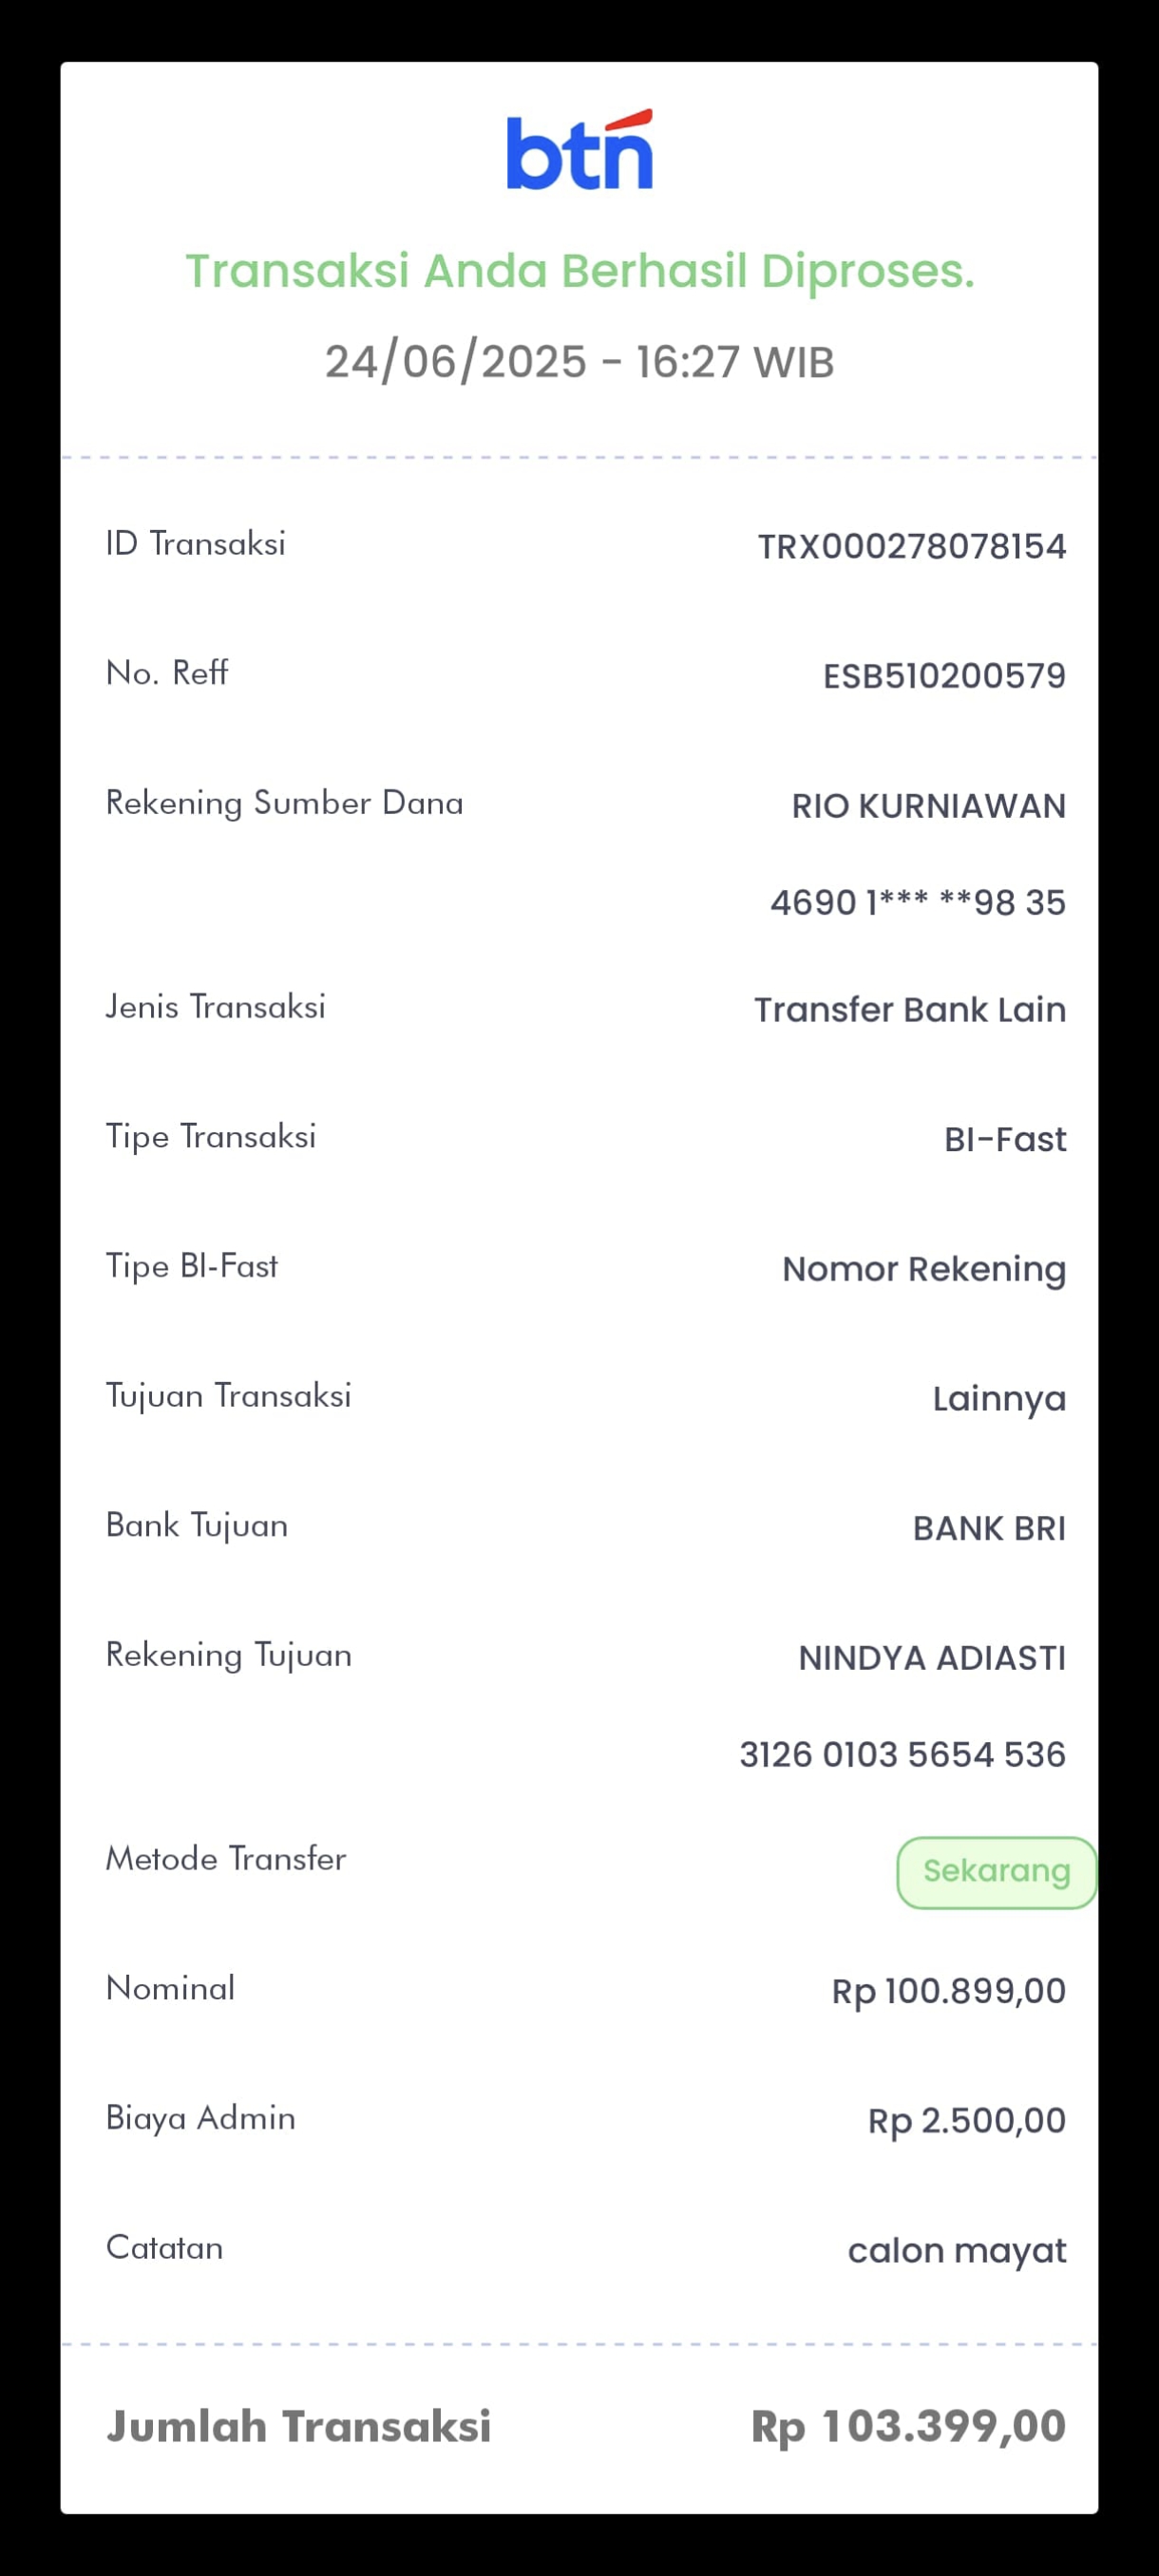 btn
Transaksi Anda Berhasil Diproses.
24/06/2025 - 16:27 WIB
ID Transaksi TRX000278078154
No. Reff ESB510200579
Rekening Sumber Dana RIO KURNIAWAN
4690 1*** **98 35
Jenis Transaksi Transfer Bank Lain
Tipe Transaksi BI-Fast
Tipe BI-Fast Nomor Rekening
Tujuan Transaksi Lainnya
Bank Tujuan BANK BRI
Rekening Tujuan NINDYA ADIASTI
3126 0103 5654 536
Metode Transfer Sekarang
Nominal Rp 100.899,00
Biaya Admin Rp 2.500,00
Catatan calon mayat
Jumlah Transaksi Rp 103.399,00